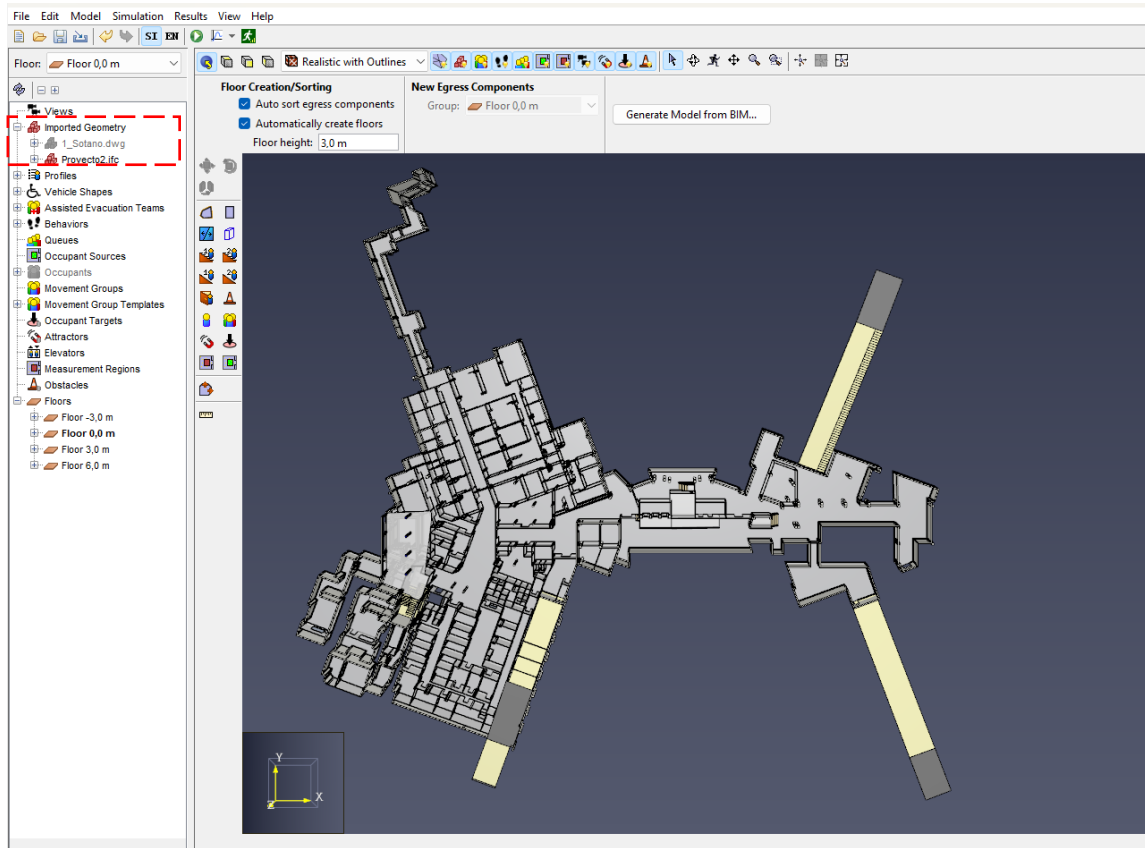 File Edit Model Simulation Results View Help
SI EN
Floor: Floor 0,0 m
Realistic with Outlines
Views
Imported Geometry
1_Sotano.dwg
Proyecto2.ifc
Profiles
Vehicle Shapes
Assisted Evacuation Teams
Behaviors
Queues
Occupant Sources
Occupants
Movement Groups
Movement Group Templates
Occupant Targets
Attractors
Elevators
Measurement Regions
Obstacles
Floors
Floor -3,0 m
Floor 0,0 m
Floor 3,0 m
Floor 6,0 m
Floor Creation/Sorting
Auto sort egress components
Automatically create floors
Floor height: 3,0 m
New Egress Components
Group: Floor 0,0 m
Generate Model from BIM...
Y
X
Z